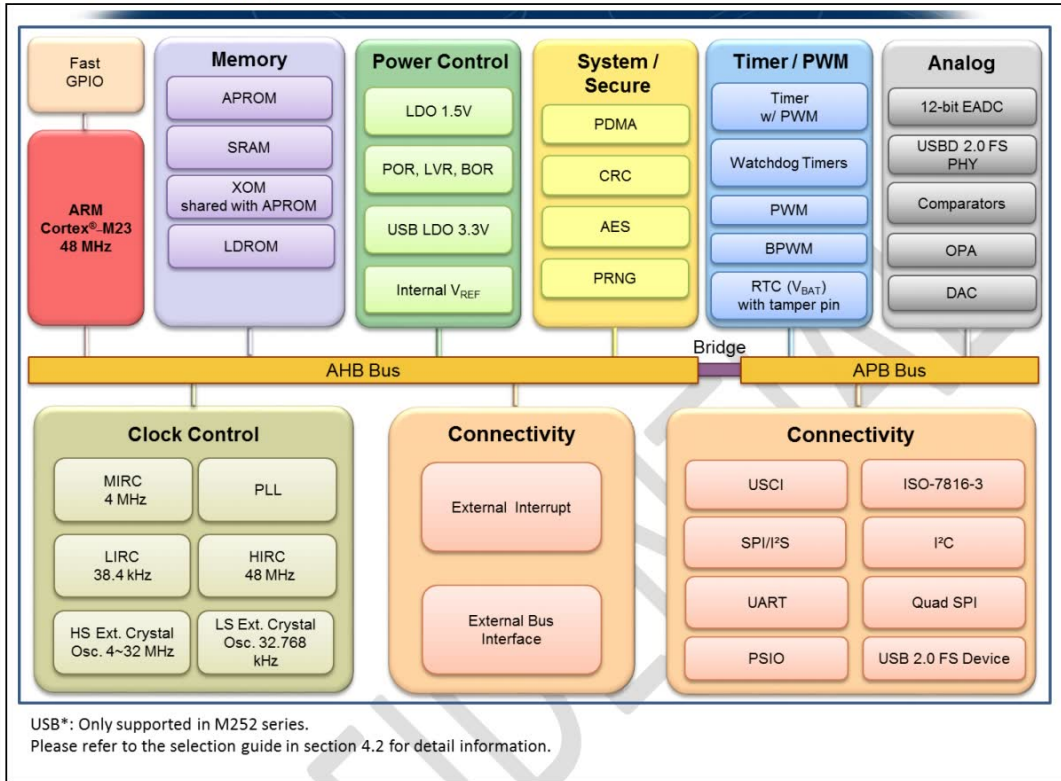 Fast
GPIO
ARM
Cortex®-M23
48 MHz
Memory
APROM
SRAM
XOM
shared with APROM
LDROM
Power Control
LDO 1.5V
POR, LVR, BOR
USB LDO 3.3V
Internal VREF
System /
Secure
PDMA
CRC
AES
PRNG
Timer / PWM
Timer
w/ PWM
Watchdog Timers
PWM
BPWM
RTC (VBAT)
with tamper pin
Analog
12-bit EADC
USBD 2.0 FS
PHY
Comparators
OPA
DAC
AHB Bus
Bridge
APB Bus
Clock Control
MIRC
4 MHz
PLL
LIRC
38.4 kHz
HIRC
48 MHz
HS Ext. Crystal
Osc. 4~32 MHz
LS Ext. Crystal
Osc. 32.768
kHz
Connectivity
External Interrupt
External Bus
Interface
Connectivity
USCI
ISO-7816-3
SPI/I²S
I²C
UART
Quad SPI
PSIO
USB 2.0 FS Device
USB*: Only supported in M252 series.
Please refer to the selection guide in section 4.2 for detail information.